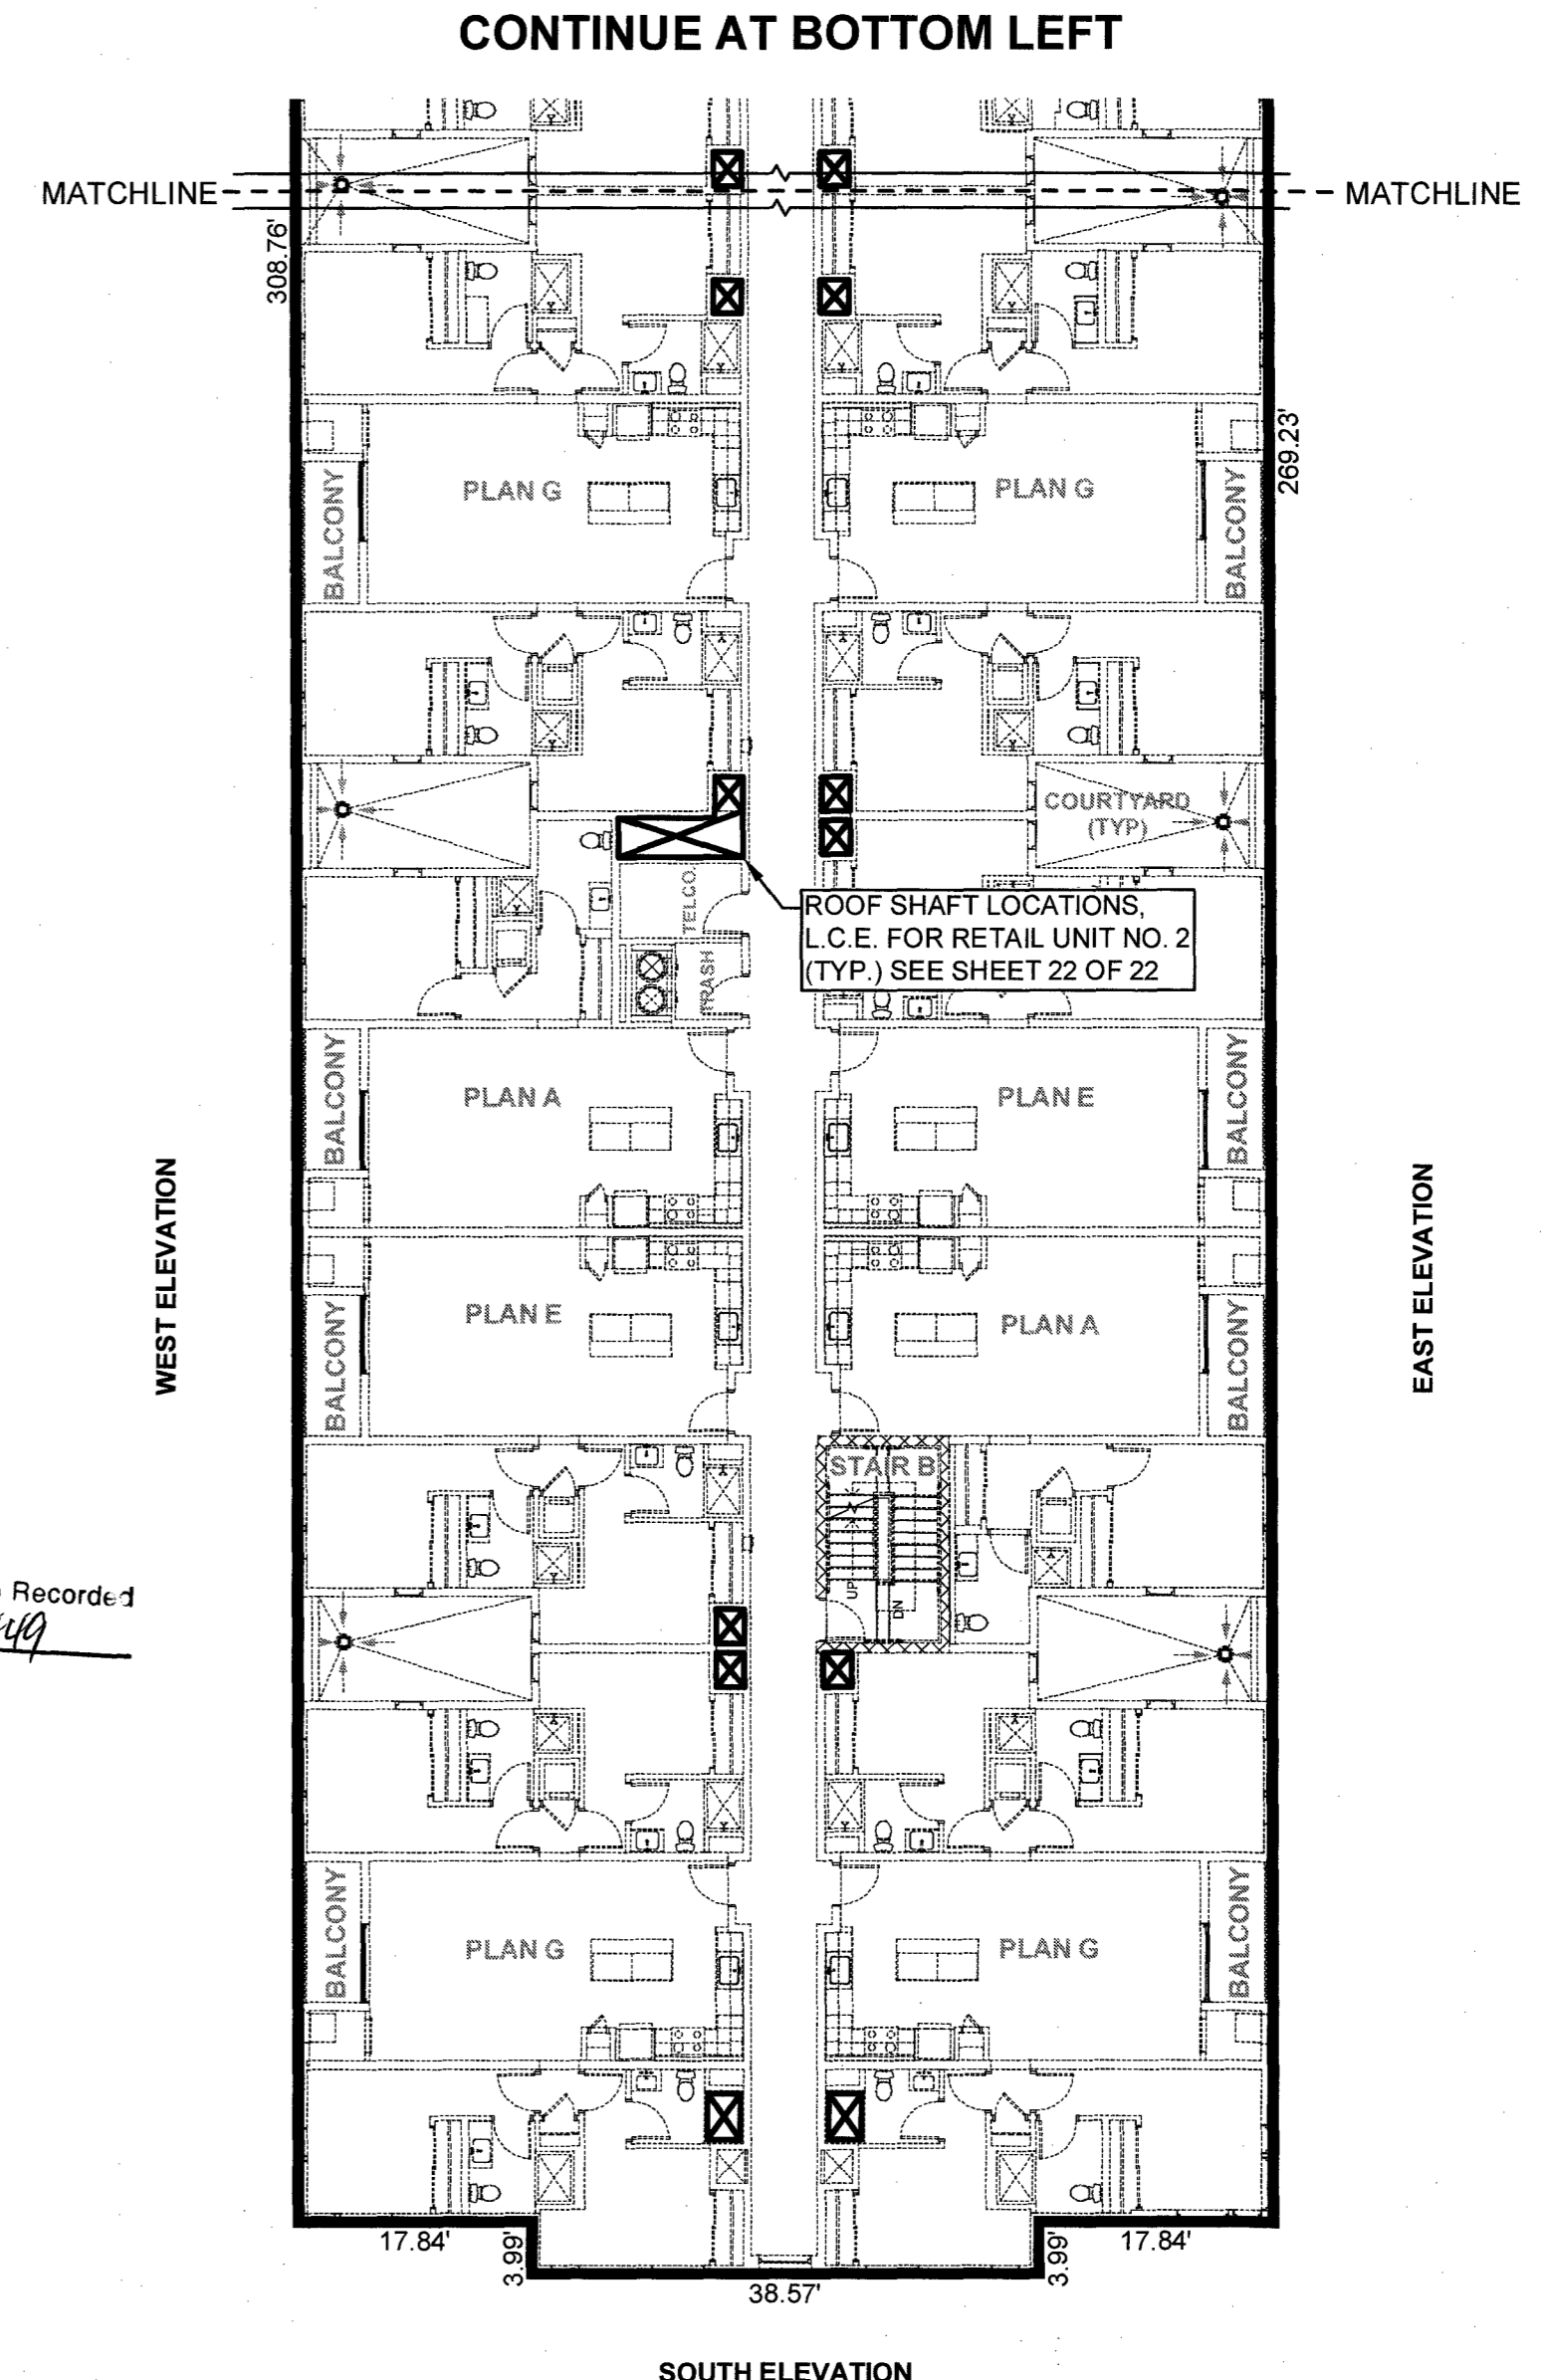 CONTINUE AT BOTTOM LEFT
MATCHLINE
MATCHLINE
308.76'
269.23'
PLAN G
PLAN G
BALCONY
BALCONY
COURTYARD
(TYP)
TELCO
ROOF SHAFT LOCATIONS,
L.C.E. FOR RETAIL UNIT NO. 2
(TYP.) SEE SHEET 22 OF 22
TRASH
BALCONY
PLAN A
PLAN E
BALCONY
WEST ELEVATION
EAST ELEVATION
BALCONY
PLAN E
PLAN A
BALCONY
STAIR B
UP
DN
Recorded
49
BALCONY
PLAN G
PLAN G
BALCONY
17.84'
3.99'
38.57'
3.99'
17.84'
SOUTH ELEVATION